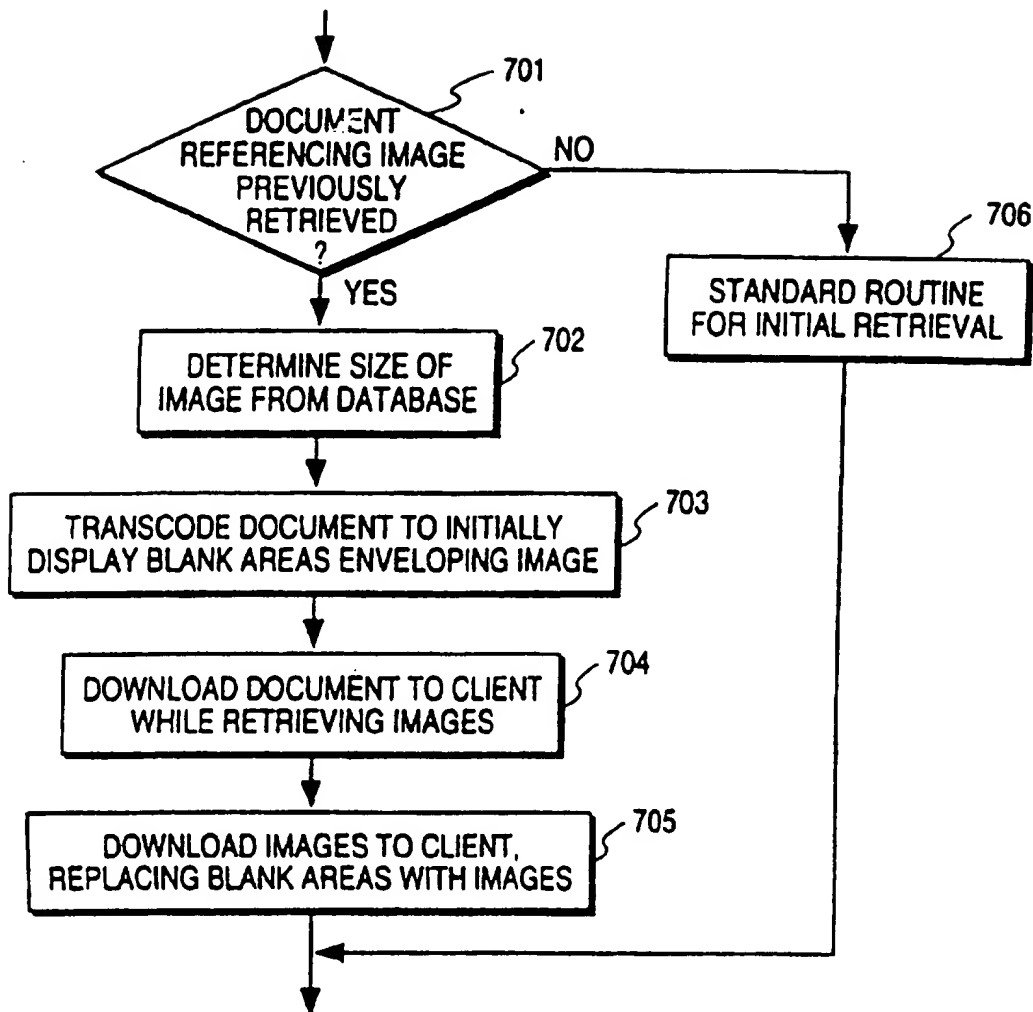 701
DOCUMENT
REFERENCING IMAGE
PREVIOUSLY
RETRIEVED
?
NO
YES
706
STANDARD ROUTINE
FOR INITIAL RETRIEVAL
702
DETERMINE SIZE OF
IMAGE FROM DATABASE
703
TRANSCODE DOCUMENT TO INITIALLY
DISPLAY BLANK AREAS ENVELOPING IMAGE
704
DOWNLOAD DOCUMENT TO CLIENT
WHILE RETRIEVING IMAGES
705
DOWNLOAD IMAGES TO CLIENT,
REPLACING BLANK AREAS WITH IMAGES